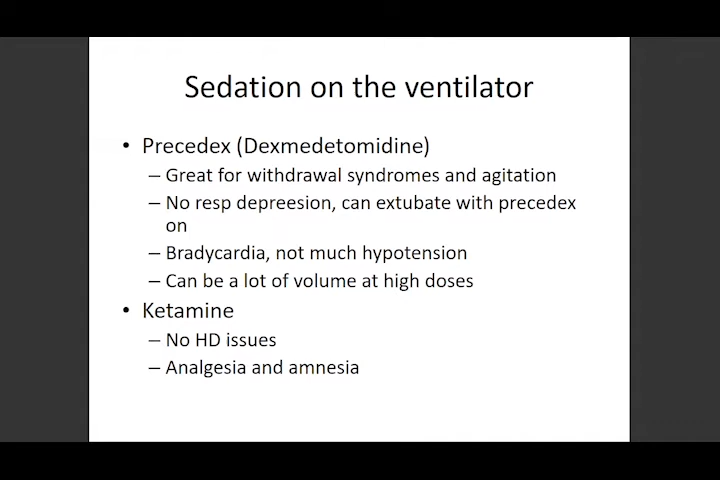 Sedation on the ventilator
• Precedex (Dexmedetomidine)
– Great for withdrawal syndromes and agitation
– No resp depreesion, can extubate with precedex
on
– Bradycardia, not much hypotension
– Can be a lot of volume at high doses
• Ketamine
– No HD issues
– Analgesia and amnesia